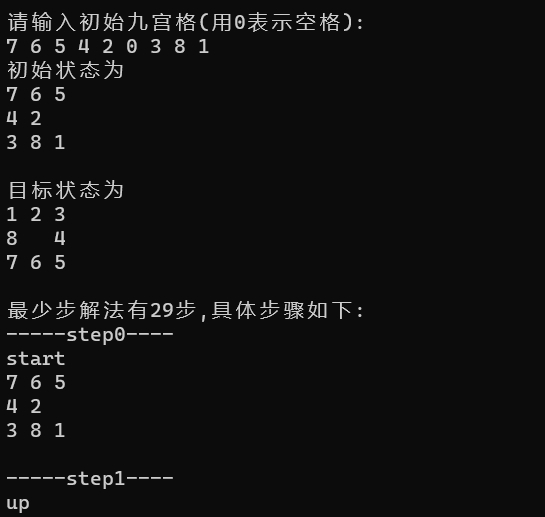 请输入初始九宫格(用0表示空格):
7 6 5 4 2 0 3 8 1
初始状态为
7 6 5
4 2
3 8 1
目标状态为
1 2 3
8   4
7 6 5
最少步解法有29步,具体步骤如下:
-----step0----
start
7 6 5
4 2
3 8 1
-----step1----
up